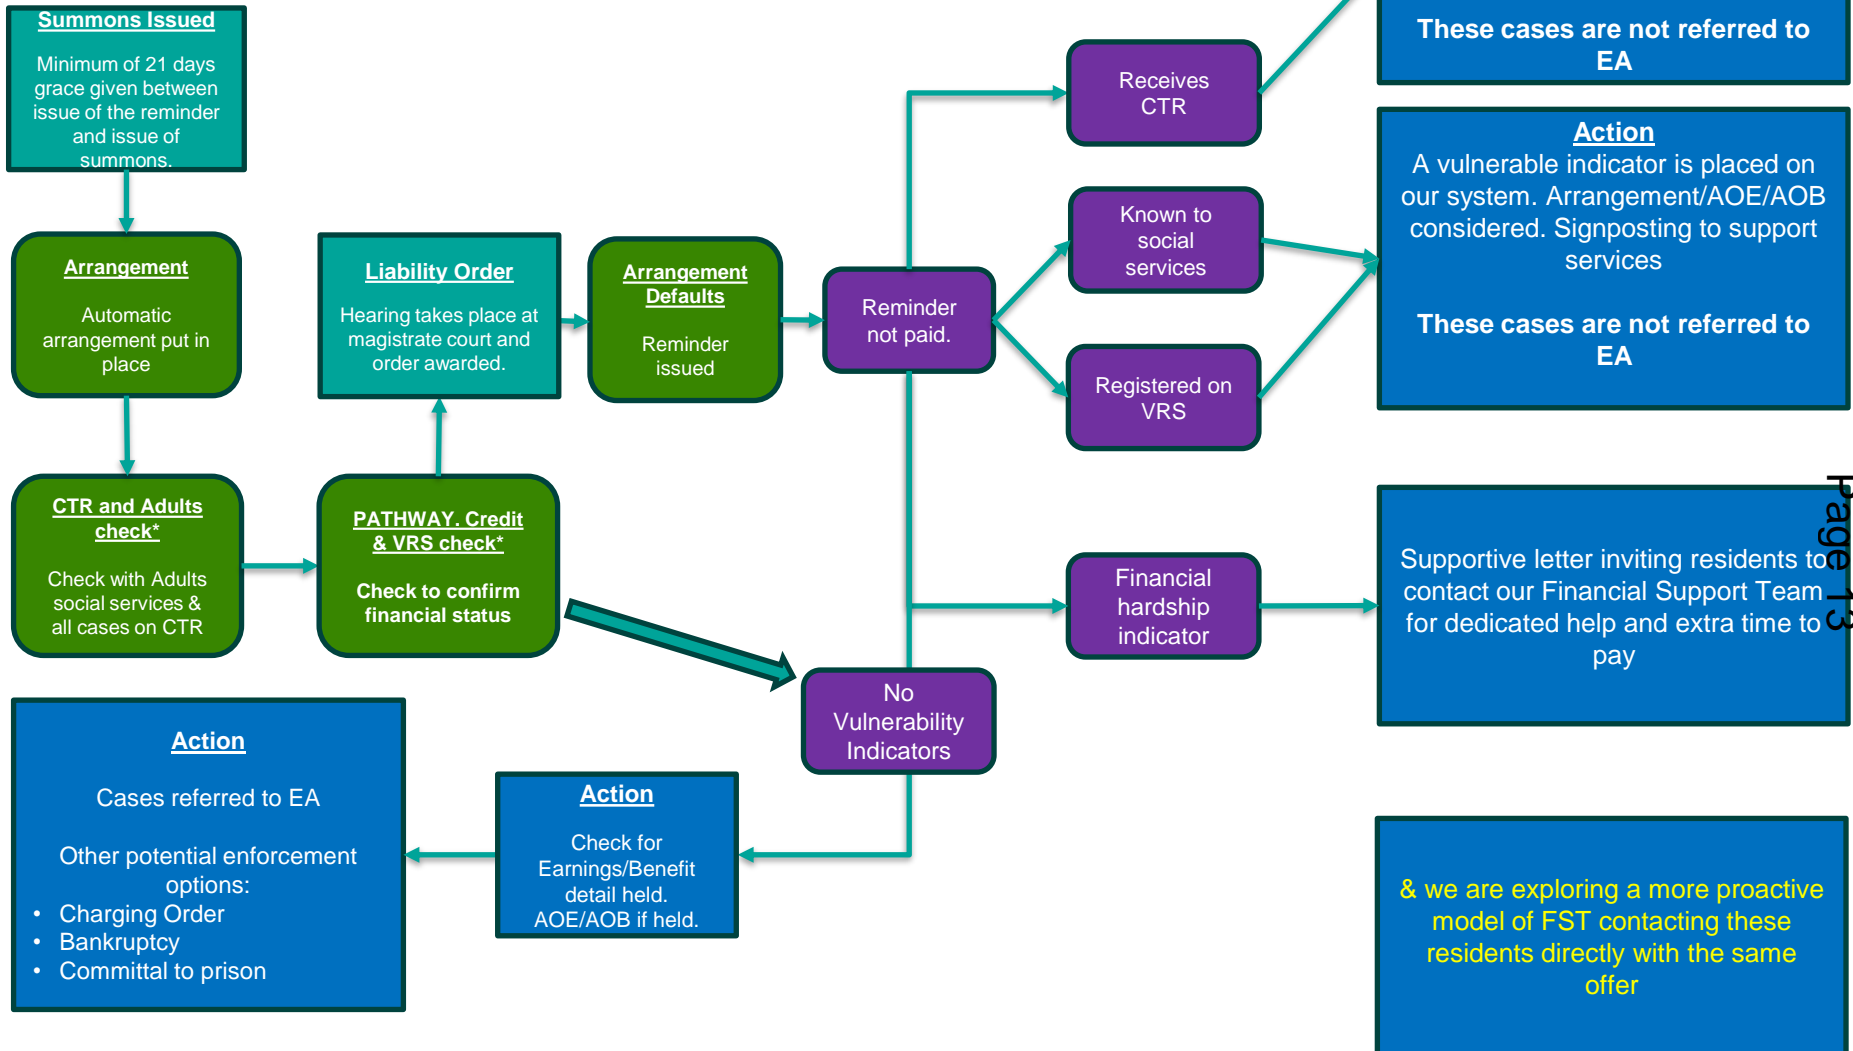 Summons Issued
Minimum of 21 days
grace given between
issue of the reminder
and issue of
summons.
Arrangement
Automatic
arrangement put in
place
CTR and Adults
check*
Check with Adults
social services &
all cases on CTR
PATHWAY. Credit
& VRS check*
Check to confirm
financial status
Liability Order
Hearing takes place at
magistrate court and
order awarded.
Arrangement
Defaults
Reminder
issued
Reminder
not paid.
Receives
CTR
Known to
social
services
Registered on
VRS
Financial
hardship
indicator
No
Vulnerability
Indicators
These cases are not referred to
EA
Action
A vulnerable indicator is placed on
our system. Arrangement/AOE/AOB
considered. Signposting to support
services
These cases are not referred to
EA
Supportive letter inviting residents to
contact our Financial Support Team
for dedicated help and extra time to
pay
& we are exploring a more proactive
model of FST contacting these
residents directly with the same
offer
Action
Check for
Earnings/Benefit
detail held.
AOE/AOB if held.
Action
Cases referred to EA
Other potential enforcement
options:
• Charging Order
• Bankruptcy
• Committal to prison
Page 13